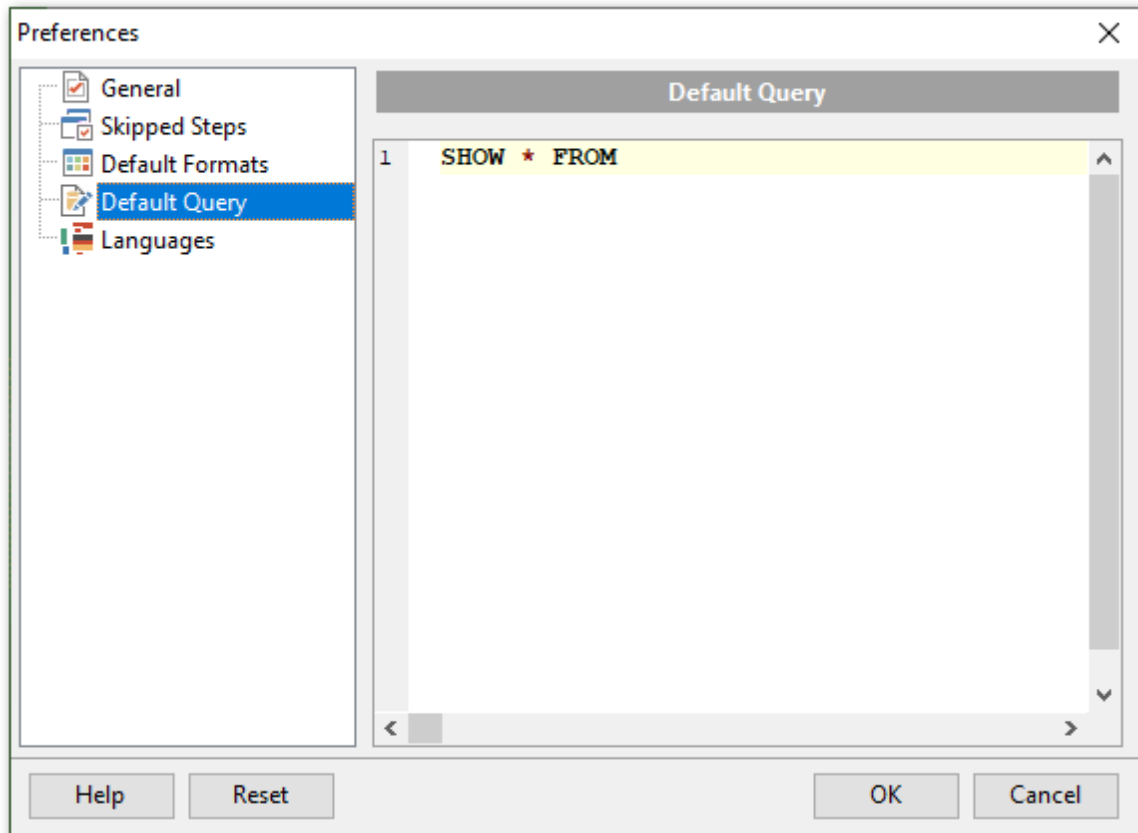 Preferences
General
Skipped Steps
Default Formats
Default Query
Languages
Default Query
1 SHOW * FROM
Help Reset OK Cancel